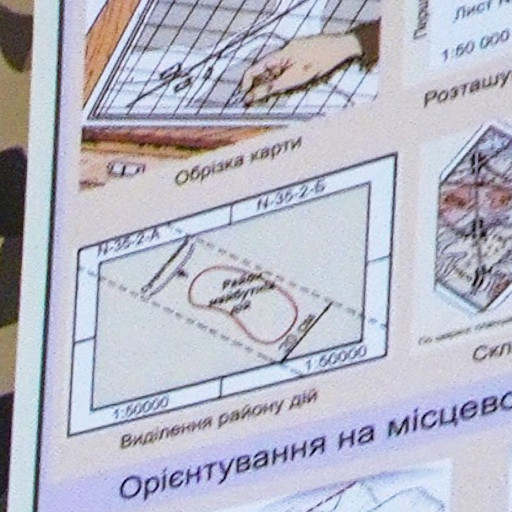 Лист
1:50 000
Розташу
Обрізка карти
N-35-2-А
N-35-2-Б
Район
майбутніх
дій
1:50000
1:50000
Виділення району дій
Скл
Орієнтування на місцево